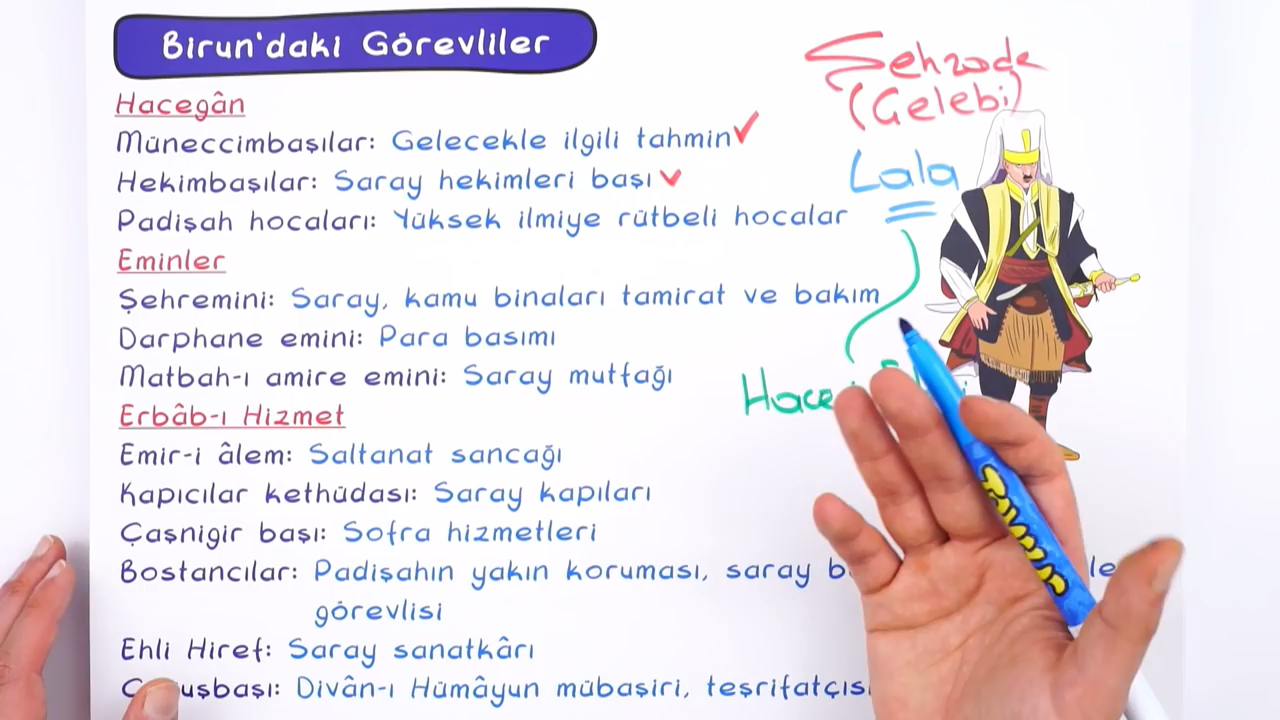 Birun'daki Görevliler
Hacegân
Müneccimbaşılar: Gelecekle ilgili tahmin
Hekimbaşılar: Saray hekimleri başı
Padişah hocaları: Yüksek ilmiye rütbeli hocalar
Eminler
Şehremini: Saray, kamu binaları tamirat ve bakım
Darphane emini: Para basımı
Matbah-ı amire emini: Saray mutfağı
Erbâb-ı Hizmet
Emir-i âlem: Saltanat sancağı
Kapıcılar kethüdası: Saray kapıları
Çaşnigir başı: Sofra hizmetleri
Bostancılar: Padişahın yakın koruması, saray
görevlisi
Ehli Hiref: Saray sanatkârı
Divân-ı Hümâyun mübaşiri,
Şehzade
(Çelebi)
Lala